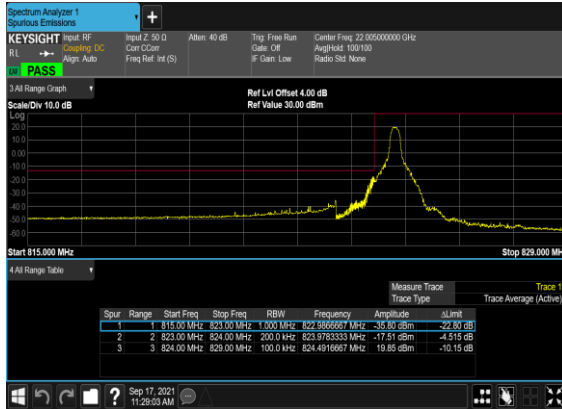 Spectrum Analyzer 1
Spurious Emissions
KEYSIGHT Input: RF Input Z: 50 Ω Atten: 40 dB Trig: Free Run Center Freq: 22.005000000 GHz
RL Coupling: DC Corr CCorr Gate: Off Avg|Hold: 100/100
Align: Auto Freq Ref: Int (S) IF Gain: Low Radio Std: None
PASS
3 All Range Graph
Ref Lvl Offset 4.00 dB
Scale/Div 10.0 dB Ref Value 30.00 dBm
Log
20.0
10.0
0.00
-10.0
-20.0
-30.0
-40.0
-50.0
-60.0
Start 815.000 MHz Stop 829.000 MH
4 All Range Table
Measure Trace Trace 1
Trace Type Trace Average (Active)
Spur Range Start Freq Stop Freq RBW Frequency Amplitude ΔLimit
1 1 815.00 MHz 823.00 MHz 1.000 MHz 822.9866667 MHz -35.80 dBm -22.80 dB
2 2 823.00 MHz 824.00 MHz 200.0 kHz 823.9783333 MHz -17.51 dBm -4.515 dB
3 3 824.00 MHz 829.00 MHz 100.0 kHz 824.4916667 MHz 19.85 dBm -10.15 dB
?
Sep 17, 2021
11:29:03 AM